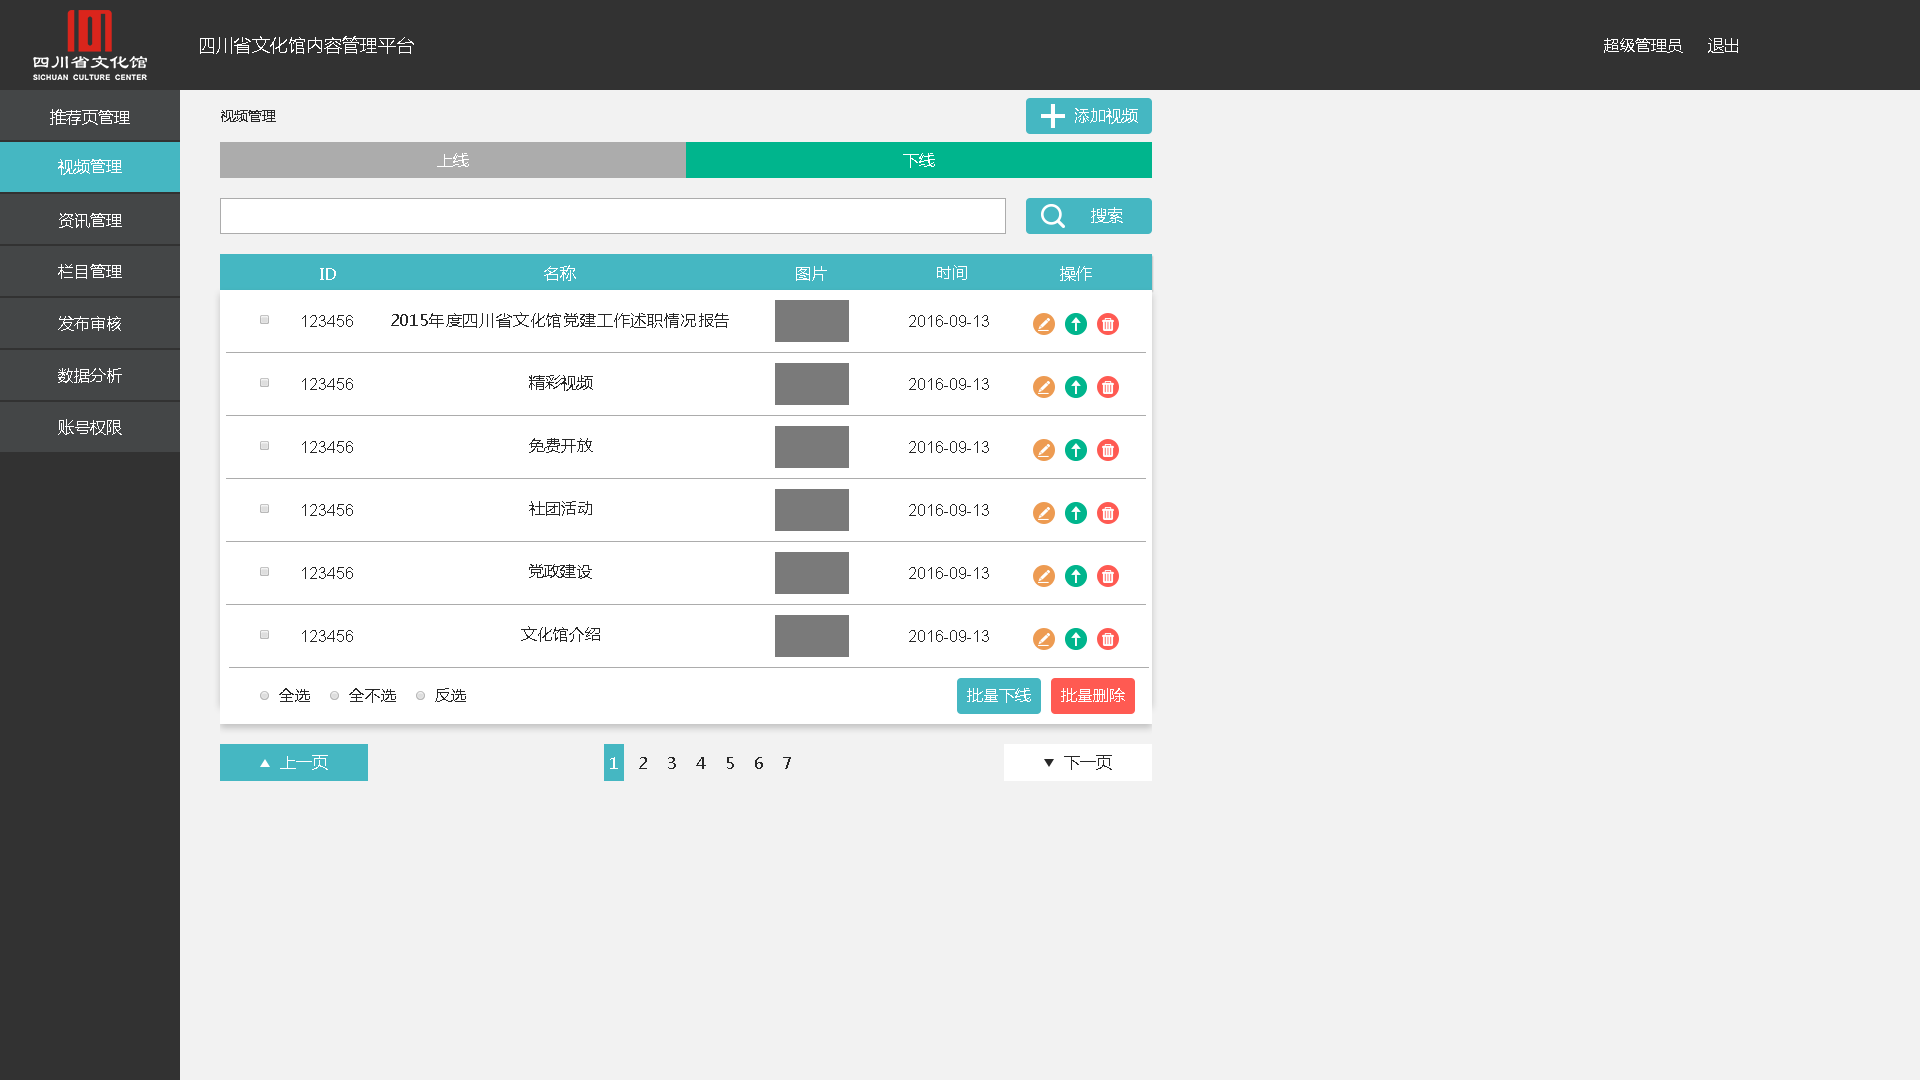 四川省文化馆
SICHUAN CULTURE CENTER
四川省文化馆内容管理平台
超级管理员 退出
推荐页管理
视频管理
资讯管理
栏目管理
发布审核
数据分析
账号权限
视频管理
添加视频
上线 下线
搜索
ID 名称 图片 时间 操作
123456 2015年度四川省文化馆党建工作述职情况报告 2016-09-13
123456 精彩视频 2016-09-13
123456 免费开放 2016-09-13
123456 社团活动 2016-09-13
123456 党政建设 2016-09-13
123456 文化馆介绍 2016-09-13
全选 全不选 反选 批量下线 批量删除
上一页 1 2 3 4 5 6 7 下一页